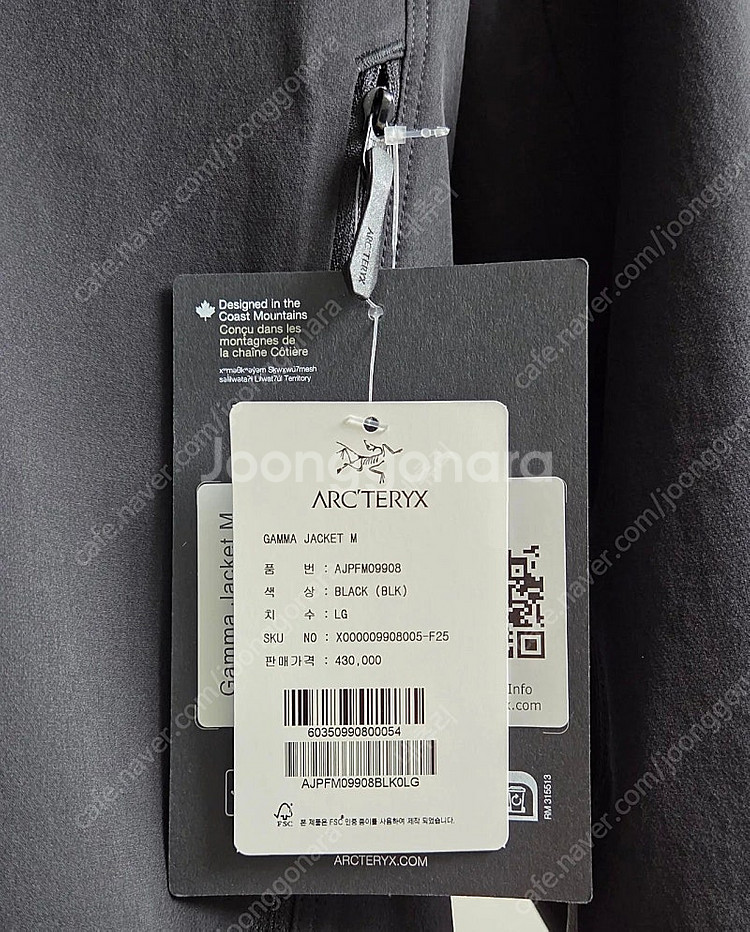 ARC'TERYX
Designed in the
Coast Mountains
Conçu dans les
montagnes de
la chaîne Côtière
Joonggonara
ARC'TERYX
GAMMA JACKET M
품 번 : AJPFM09908
색 상 : BLACK (BLK)
치 수 : LG
SKU NO : X000009908005-F25
판매가격 : 430,000
60350990800054
AJPFM09908BLK0LG
FSC
본 제품은 FSC 인증 종이를 사용하여 제작 되었습니다.
Gamma Jacket M
Info
x.com
RM 315513
ARCTERYX.COM
cafe.naver.com/joonggonara